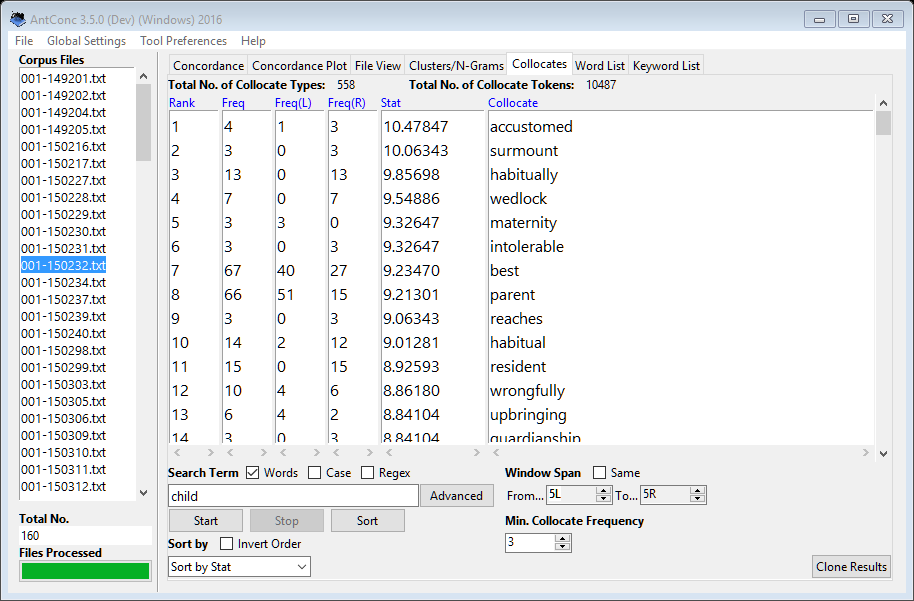 AntConc 3.5.0 (Dev) (Windows) 2016
File Global Settings Tool Preferences Help
Corpus Files
001-149201.txt
001-149202.txt
001-149204.txt
001-149205.txt
001-150216.txt
001-150217.txt
001-150227.txt
001-150228.txt
001-150229.txt
001-150230.txt
001-150231.txt
001-150232.txt
001-150234.txt
001-150237.txt
001-150239.txt
001-150240.txt
001-150298.txt
001-150299.txt
001-150303.txt
001-150305.txt
001-150306.txt
001-150309.txt
001-150310.txt
001-150311.txt
001-150312.txt
Total No.
160
Files Processed
Concordance Concordance Plot File View Clusters/N-Grams Collocates Word List Keyword List
Total No. of Collocate Types: 558 Total No. of Collocate Tokens: 10487
Rank Freq Freq(L) Freq(R) Stat Collocate
1 4 1 3 10.47847 accustomed
2 3 0 3 10.06343 surmount
3 13 0 13 9.85698 habitually
4 7 0 7 9.54886 wedlock
5 3 3 0 9.32647 maternity
6 3 0 3 9.32647 intolerable
7 67 40 27 9.23470 best
8 66 51 15 9.21301 parent
9 3 0 3 9.06343 reaches
10 14 2 12 9.01281 habitual
11 15 0 15 8.92593 resident
12 10 4 6 8.86180 wrongfully
13 6 4 2 8.84104 upbringing
14 3 0 3 8.84104 guardianship
Search Term Words Case Regex Window Span Same
child Advanced From... 5L To... 5R
Start Stop Sort Min. Collocate Frequency
Sort by Invert Order 3
Sort by Stat Clone Results